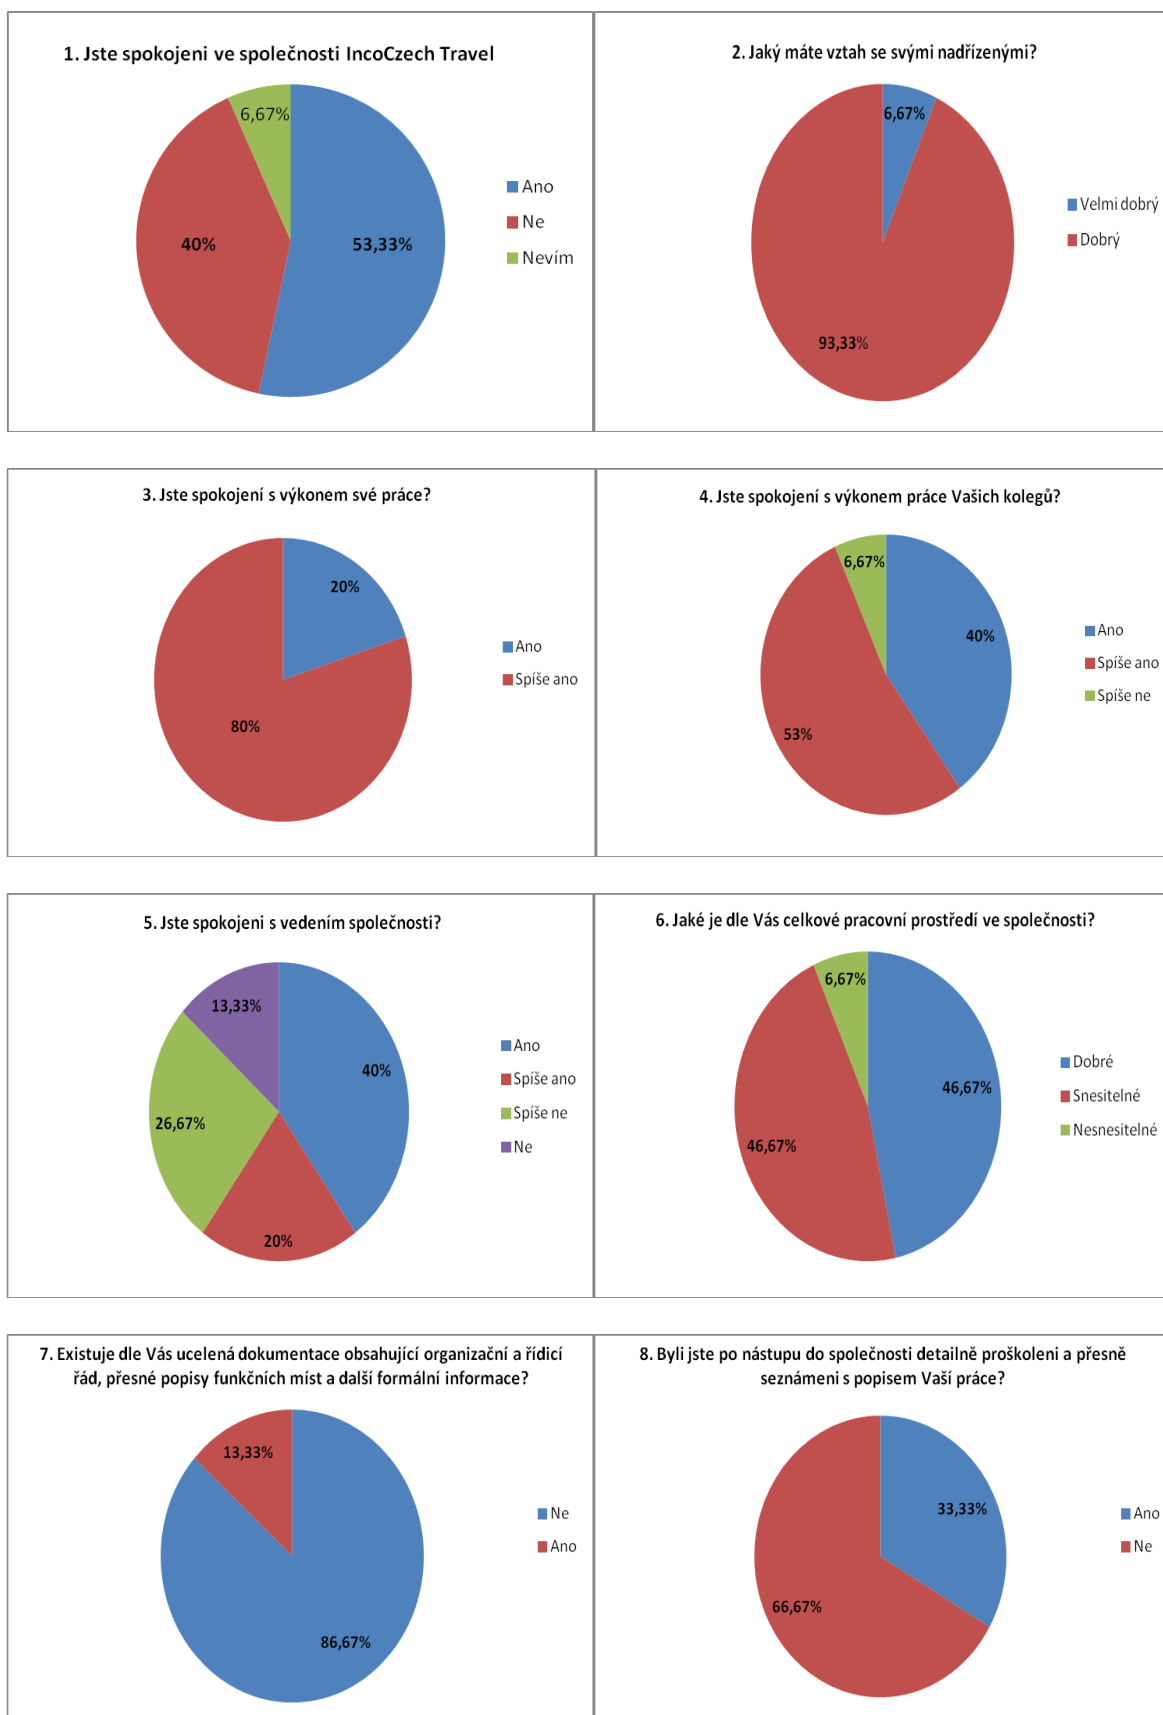 1. Jste spokojeni ve společnosti IncoCzech Travel
6,67%
40%
53,33%
Ano
Ne
Nevím
2. Jaký máte vztah se svými nadřízenými?
6,67%
93,33%
Velmi dobrý
Dobrý
3. Jste spokojení s výkonem své práce?
20%
80%
Ano
Spíše ano
4. Jste spokojení s výkonem práce Vašich kolegů?
6,67%
40%
53%
Ano
Spíše ano
Spíše ne
5. Jste spokojeni s vedením společnosti?
13,33%
40%
26,67%
20%
Ano
Spíše ano
Spíše ne
Ne
6. Jaké je dle Vás celkové pracovní prostředí ve společnosti?
6,67%
46,67%
46,67%
Dobré
Snesitelné
Nesnesitelné
7. Existuje dle Vás ucelená dokumentace obsahující organizační a řídicí
řád, přesné popisy funkčních míst a další formální informace?
13,33%
86,67%
Ne
Ano
8. Byli jste po nástupu do společnosti detailně proškoleni a přesně
seznámeni s popisem Vaší práce?
33,33%
66,67%
Ano
Ne